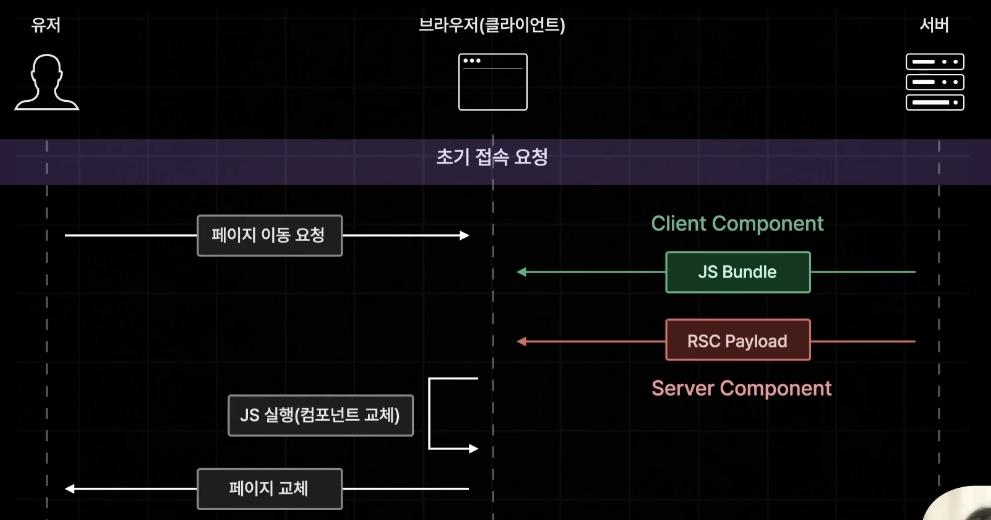 유저
브라우저(클라이언트)
서버
초기 접속 요청
페이지 이동 요청
Client Component
JS Bundle
RSC Payload
Server Component
JS 실행(컴포넌트 교체)
페이지 교체